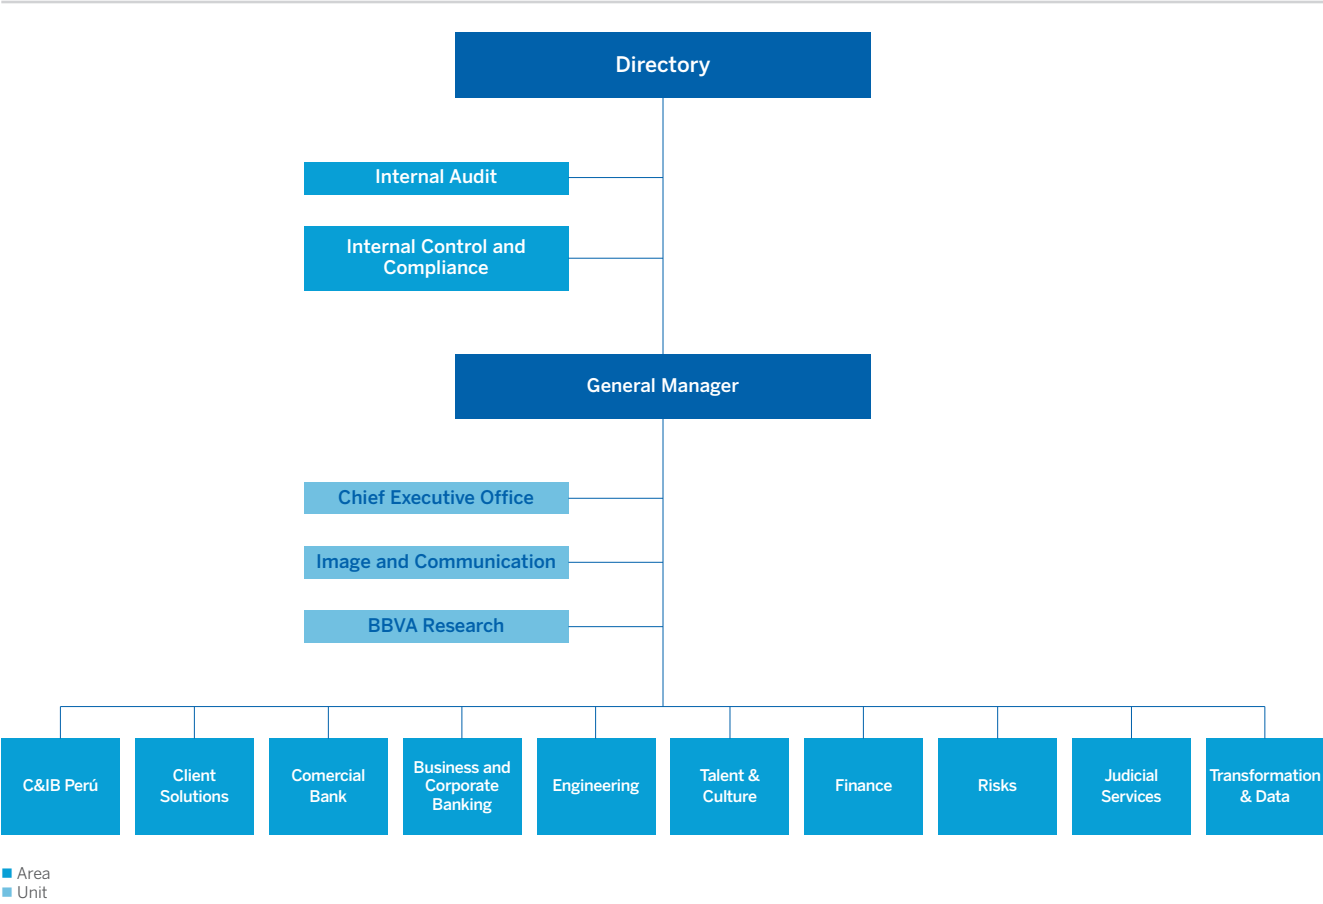 Directory
Internal Audit
Internal Control and
Compliance
General Manager
Chief Executive Office
Image and Communication
BBVA Research
C&IB Perú
Client
Solutions
Comercial
Bank
Business and
Corporate
Banking
Engineering
Talent &
Culture
Finance
Risks
Judicial
Services
Transformation
& Data
Area
Unit